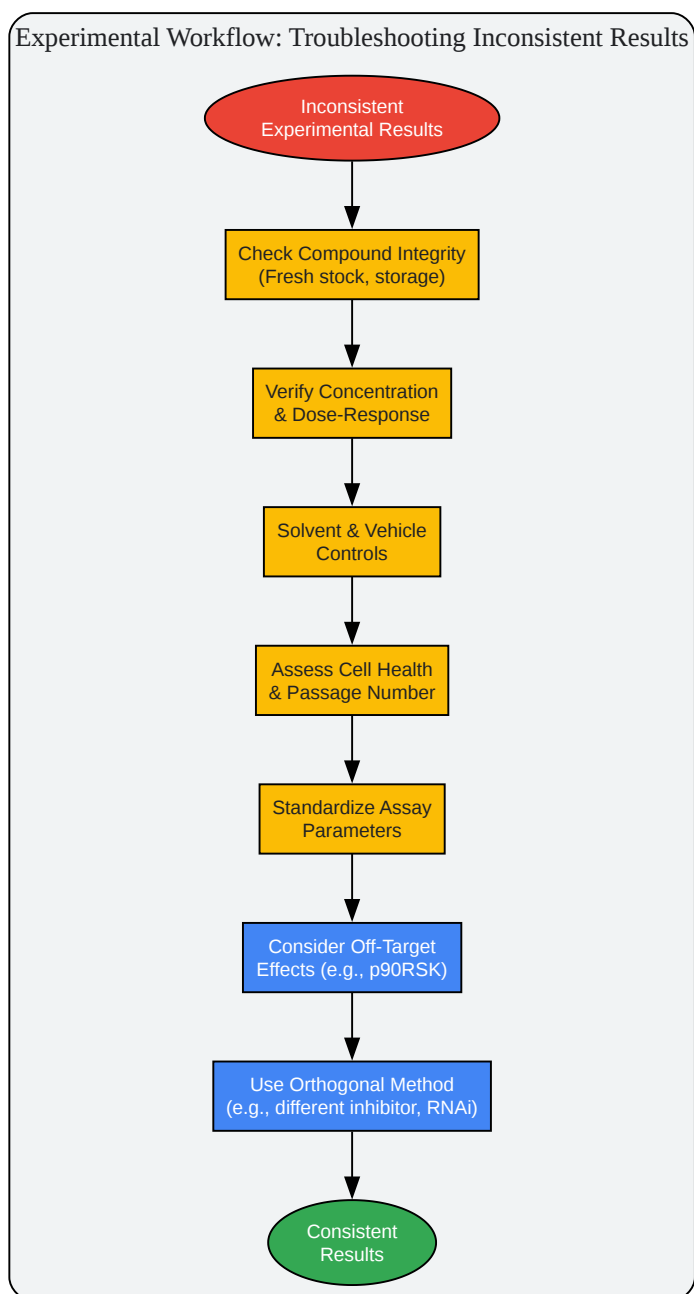 Experimental Workflow: Troubleshooting Inconsistent Results
Inconsistent
Experimental Results
Check Compound Integrity
(Fresh stock, storage)
Verify Concentration
& Dose-Response
Solvent & Vehicle
Controls
Assess Cell Health
& Passage Number
Standardize Assay
Parameters
Consider Off-Target
Effects (e.g., p90RSK)
Use Orthogonal Method
(e.g., different inhibitor, RNAi)
Consistent
Results